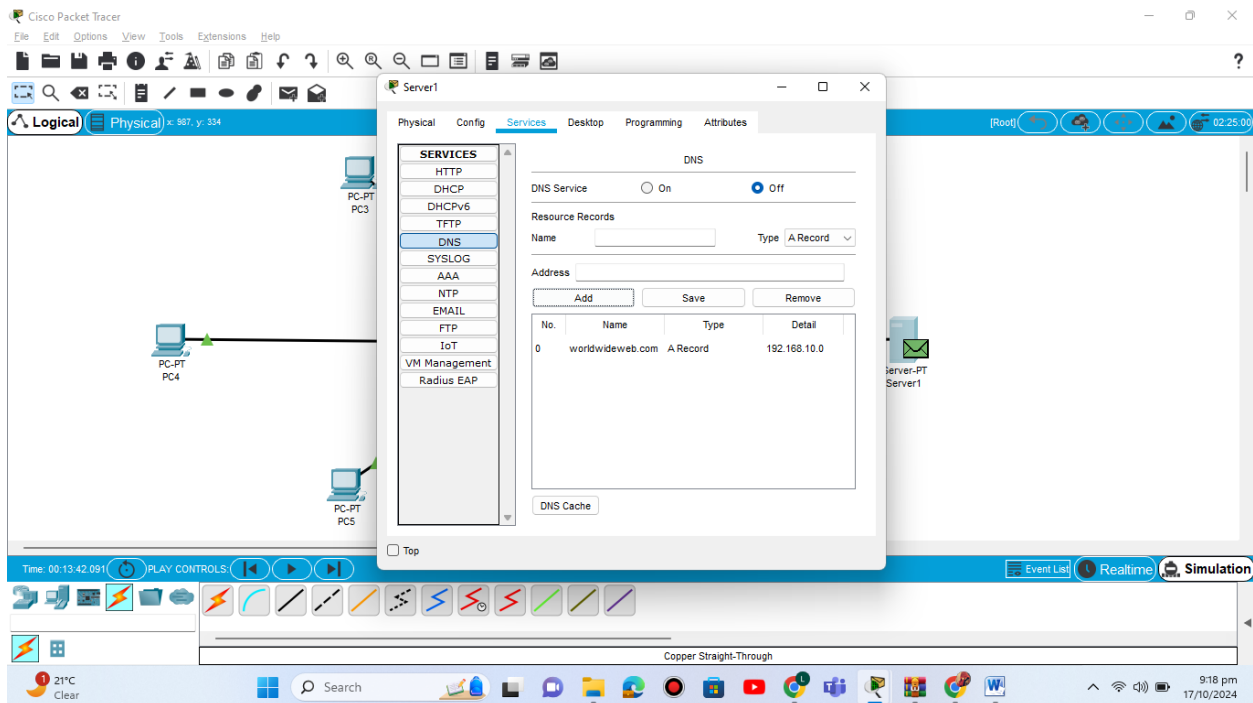 Cisco Packet Tracer
File Edit Options View Tools Extensions Help
?
Logical Physical x: 987, y: 334
[Root] 02:25:00
Server1
Physical Config Services Desktop Programming Attributes
SERVICES
HTTP
DHCP
DHCPv6
TFTP
DNS
SYSLOG
AAA
NTP
EMAIL
FTP
IoT
VM Management
Radius EAP
DNS
DNS Service On Off
Resource Records
Name Type A Record
Address
Add Save Remove
No. Name Type Detail
0 worldwideweb.com A Record 192.168.10.0
DNS Cache
Top
PC-PT
PC3
PC-PT
PC4
PC-PT
PC5
Server-PT
Server1
Time: 00:13:42.091 PLAY CONTROLS: Event List Realtime Simulation
Copper Straight-Through
1
21°C
Clear
Search
9:18 pm
17/10/2024